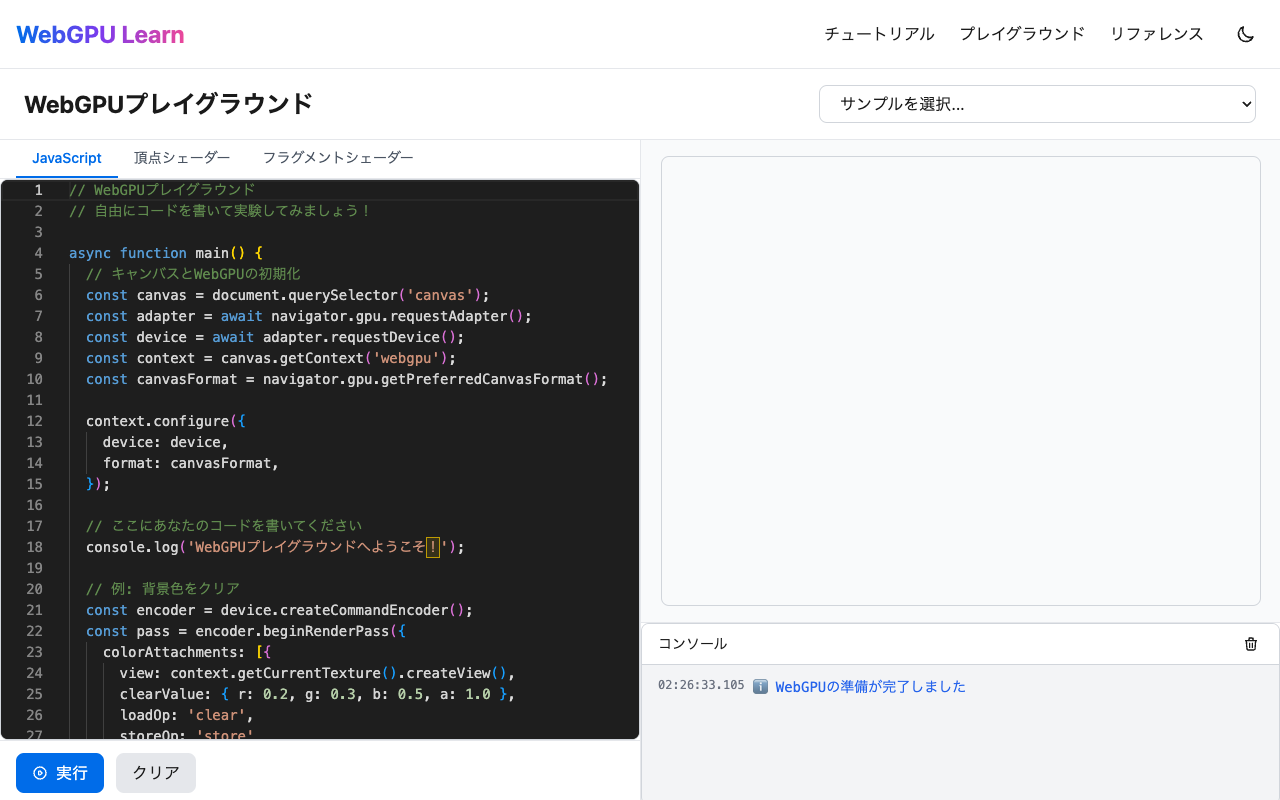 WebGPU Learn
チュートリアル プレイグラウンド リファレンス
WebGPUプレイグラウンド
サンプルを選択...
JavaScript 頂点シェーダー フラグメントシェーダー
1 // WebGPUプレイグラウンド
2 // 自由にコードを書いて実験してみましょう！
3
4 async function main() {
5 // キャンバスとWebGPUの初期化
6 const canvas = document.querySelector('canvas');
7 const adapter = await navigator.gpu.requestAdapter();
8 const device = await adapter.requestDevice();
9 const context = canvas.getContext('webgpu');
10 const canvasFormat = navigator.gpu.getPreferredCanvasFormat();
11
12 context.configure({
13 device: device,
14 format: canvasFormat,
15 });
16
17 // ここにあなたのコードを書いてください
18 console.log('WebGPUプレイグラウンドへようこそ！');
19
20 // 例: 背景色をクリア
21 const encoder = device.createCommandEncoder();
22 const pass = encoder.beginRenderPass({
23 colorAttachments: [{
24 view: context.getCurrentTexture().createView(),
25 clearValue: { r: 0.2, g: 0.3, b: 0.5, a: 1.0 },
26 loadOp: 'clear',
27 storeOp: 'store'
実行 クリア
コンソール
02:26:33.105 ℹ️ WebGPUの準備が完了しました